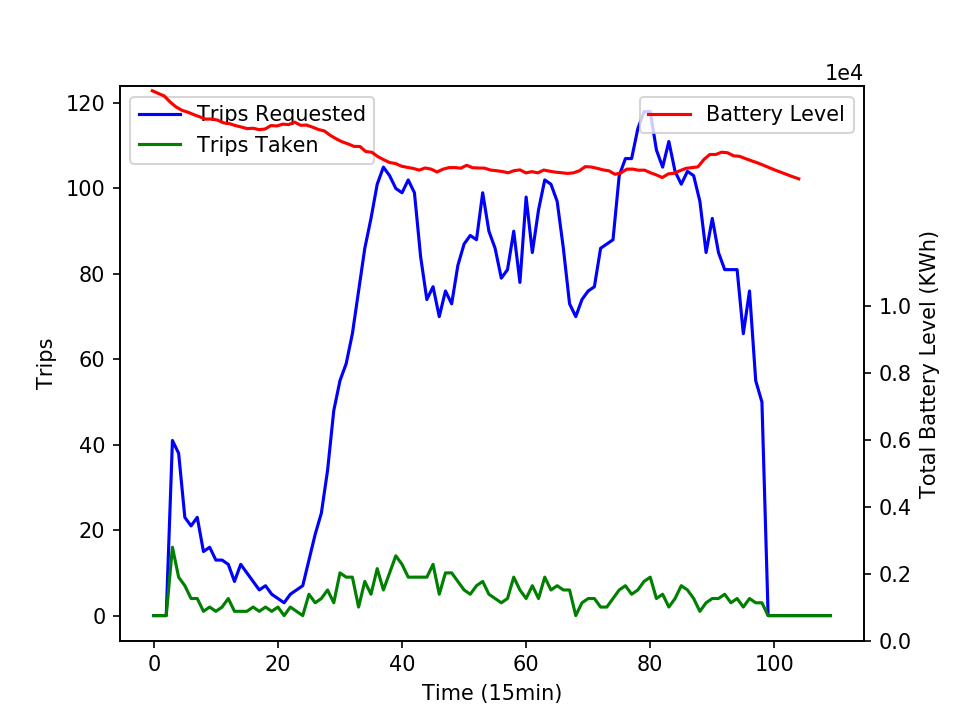 1e4
Trips Requested
Trips Taken
Battery Level
120
100
80
60
40
20
0
Trips
1.0
0.8
0.6
0.4
0.2
0.0
Total Battery Level (KWh)
0 20 40 60 80 100
Time (15min)